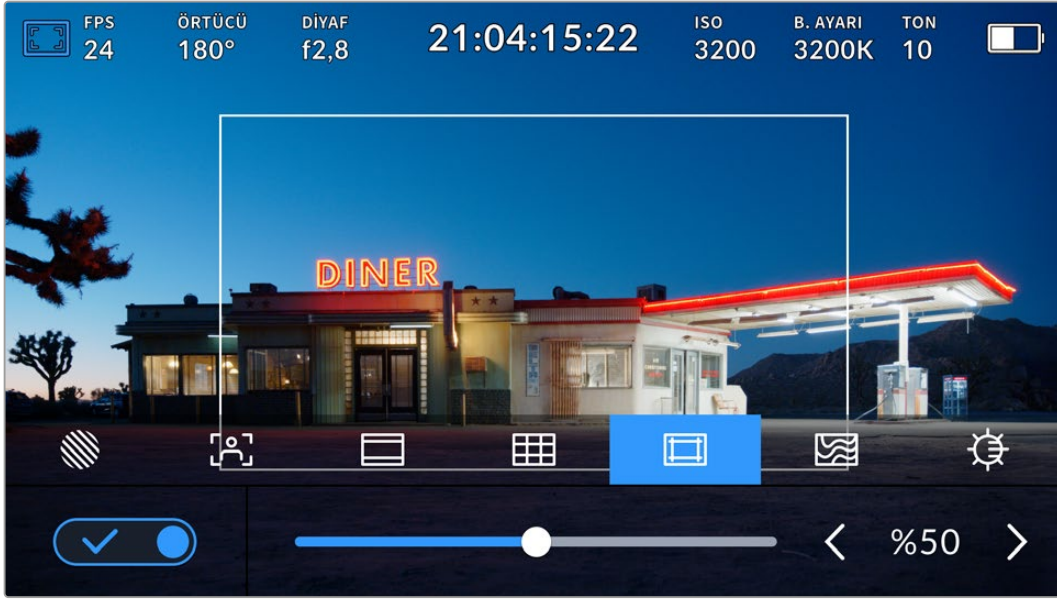 FPS ÖRTÜCÜ DİYAF 21:04:15:22 ISO B. AYARI TON
24 180° f2,8 3200 3200K 10
DINER
%50